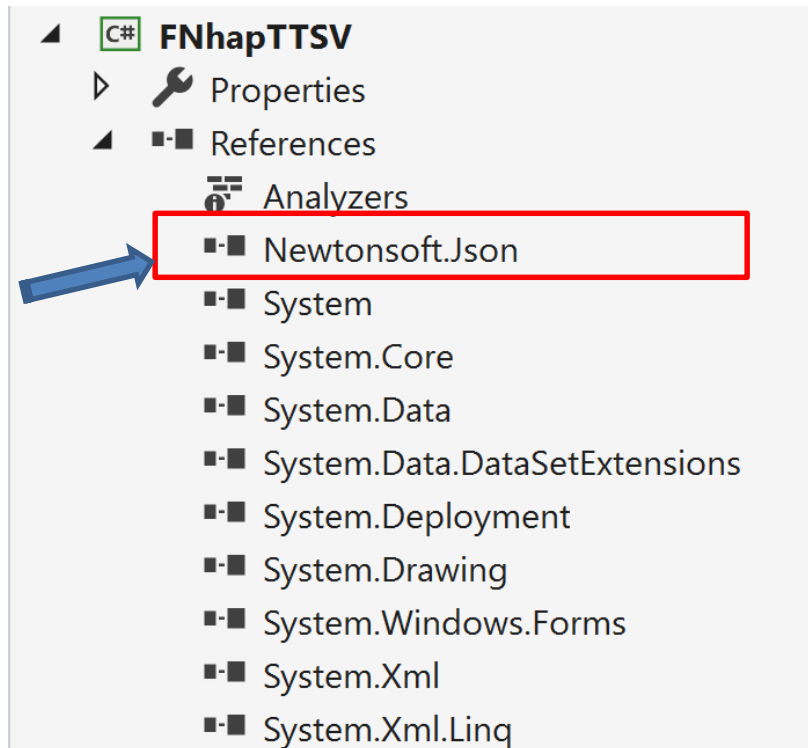 C# FNhapTTSV
Properties
References
Analyzers
Newtonsoft.Json
System
System.Core
System.Data
System.Data.DataSetExtensions
System.Deployment
System.Drawing
System.Windows.Forms
System.Xml
System.Xml.Linq